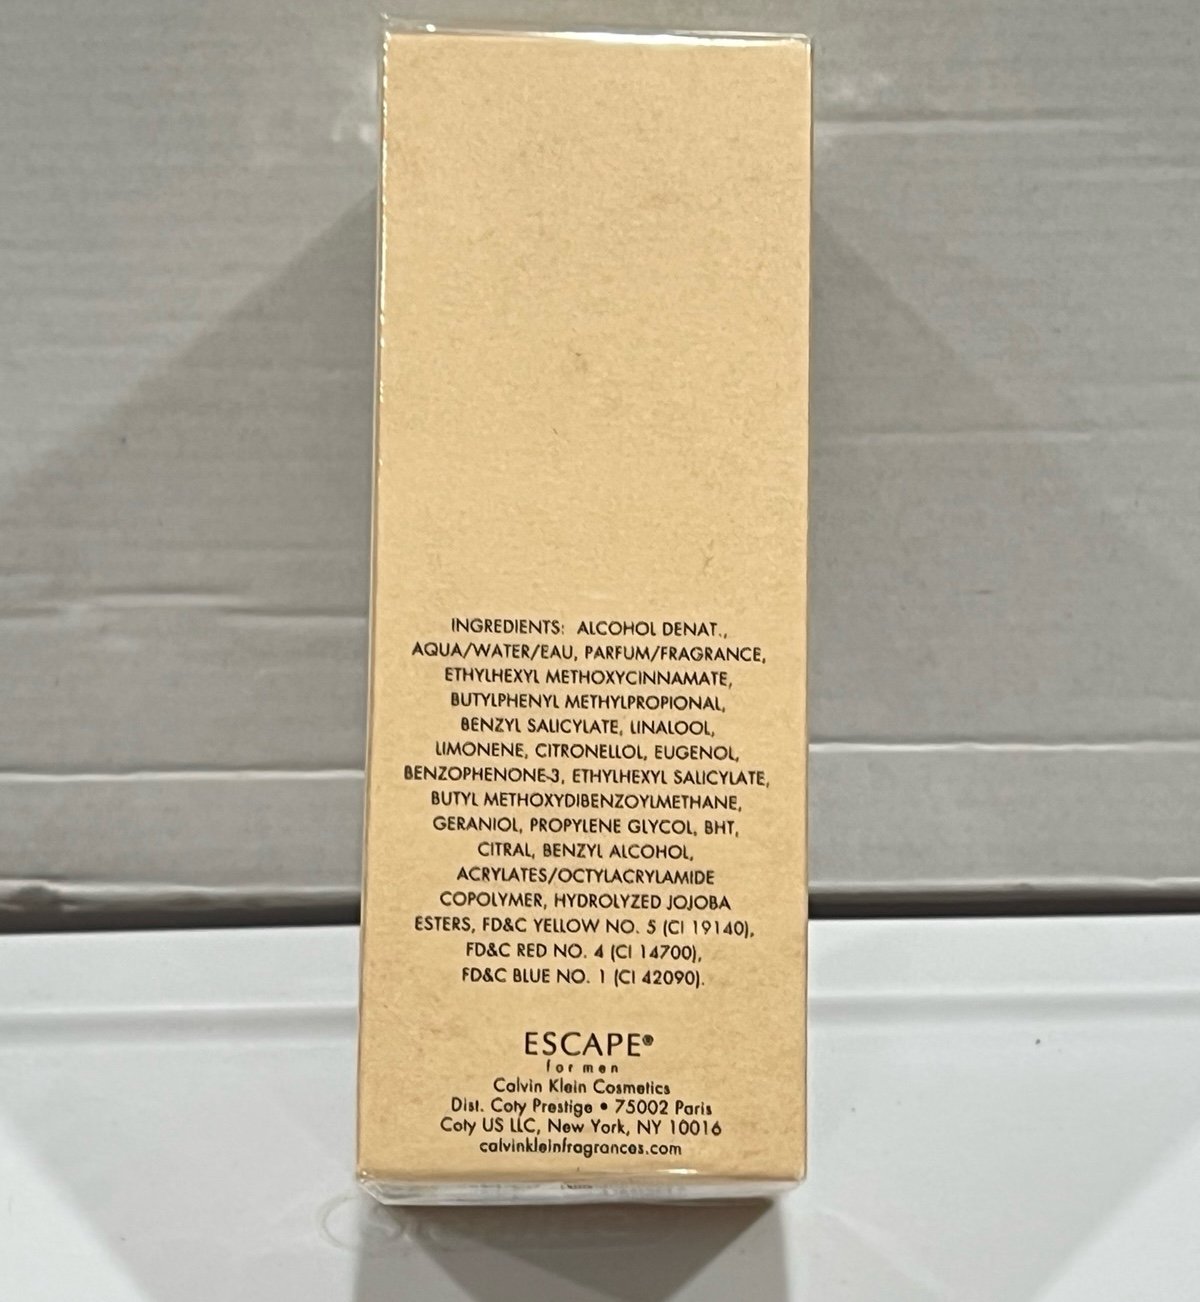 INGREDIENTS: ALCOHOL DENAT.,
AQUA/WATER/EAU, PARFUM/FRAGRANCE,
ETHYLHEXYL METHOXYCINNAMATE,
BUTYLPHENYL METHYLPROPIONAL,
BENZYL SALICYLATE, LINALOOL,
LIMONENE, CITRONELLOL, EUGENOL,
BENZOPHENONE-3, ETHYLHEXYL SALICYLATE,
BUTYL METHOXYDIBENZOYLMETHANE,
GERANIOL, PROPYLENE GLYCOL, BHT,
CITRAL, BENZYL ALCOHOL,
ACRYLATES/OCTYLACRYLAMIDE
COPOLYMER, HYDROLYZED JOJOBA
ESTERS, FD&C YELLOW NO. 5 (CI 19140),
FD&C RED NO. 4 (CI 14700),
FD&C BLUE NO. 1 (CI 42090).
ESCAPE®
for men
Calvin Klein Cosmetics
Dist. Coty Prestige • 75002 Paris
Coty US LLC, New York, NY 10016
calvinkleinfragrances.com